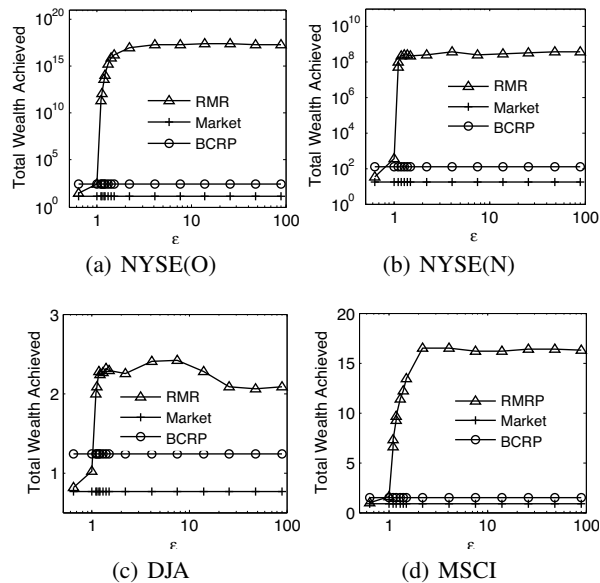 Total Wealth Achieved
10^20
10^15
10^10
10^5
10^0
RMR
Market
BCRP
1
10
100
ε
(a) NYSE(O)
Total Wealth Achieved
10^10
10^8
10^6
10^4
10^2
10^0
RMR
Market
BCRP
1
10
100
ε
(b) NYSE(N)
Total Wealth Achieved
3
2
1
RMR
Market
BCRP
1
10
100
ε
(c) DJA
Total Wealth Achieved
20
15
10
5
0
RMRP
Market
BCRP
1
10
100
ε
(d) MSCI